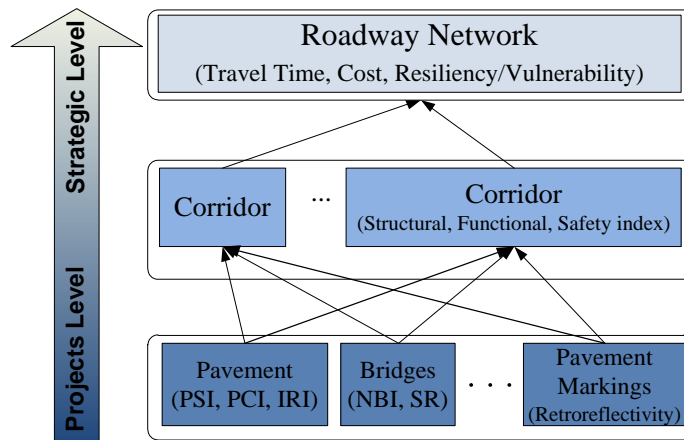 Strategic Level
Projects Level
Roadway Network
(Travel Time, Cost, Resiliency/Vulnerability)
Corridor
...
Corridor
(Structural, Functional, Safety index)
Pavement
(PSI, PCI, IRI)
Bridges
(NBI, SR)
. . .
Pavement
Markings
(Retroreflectivity)